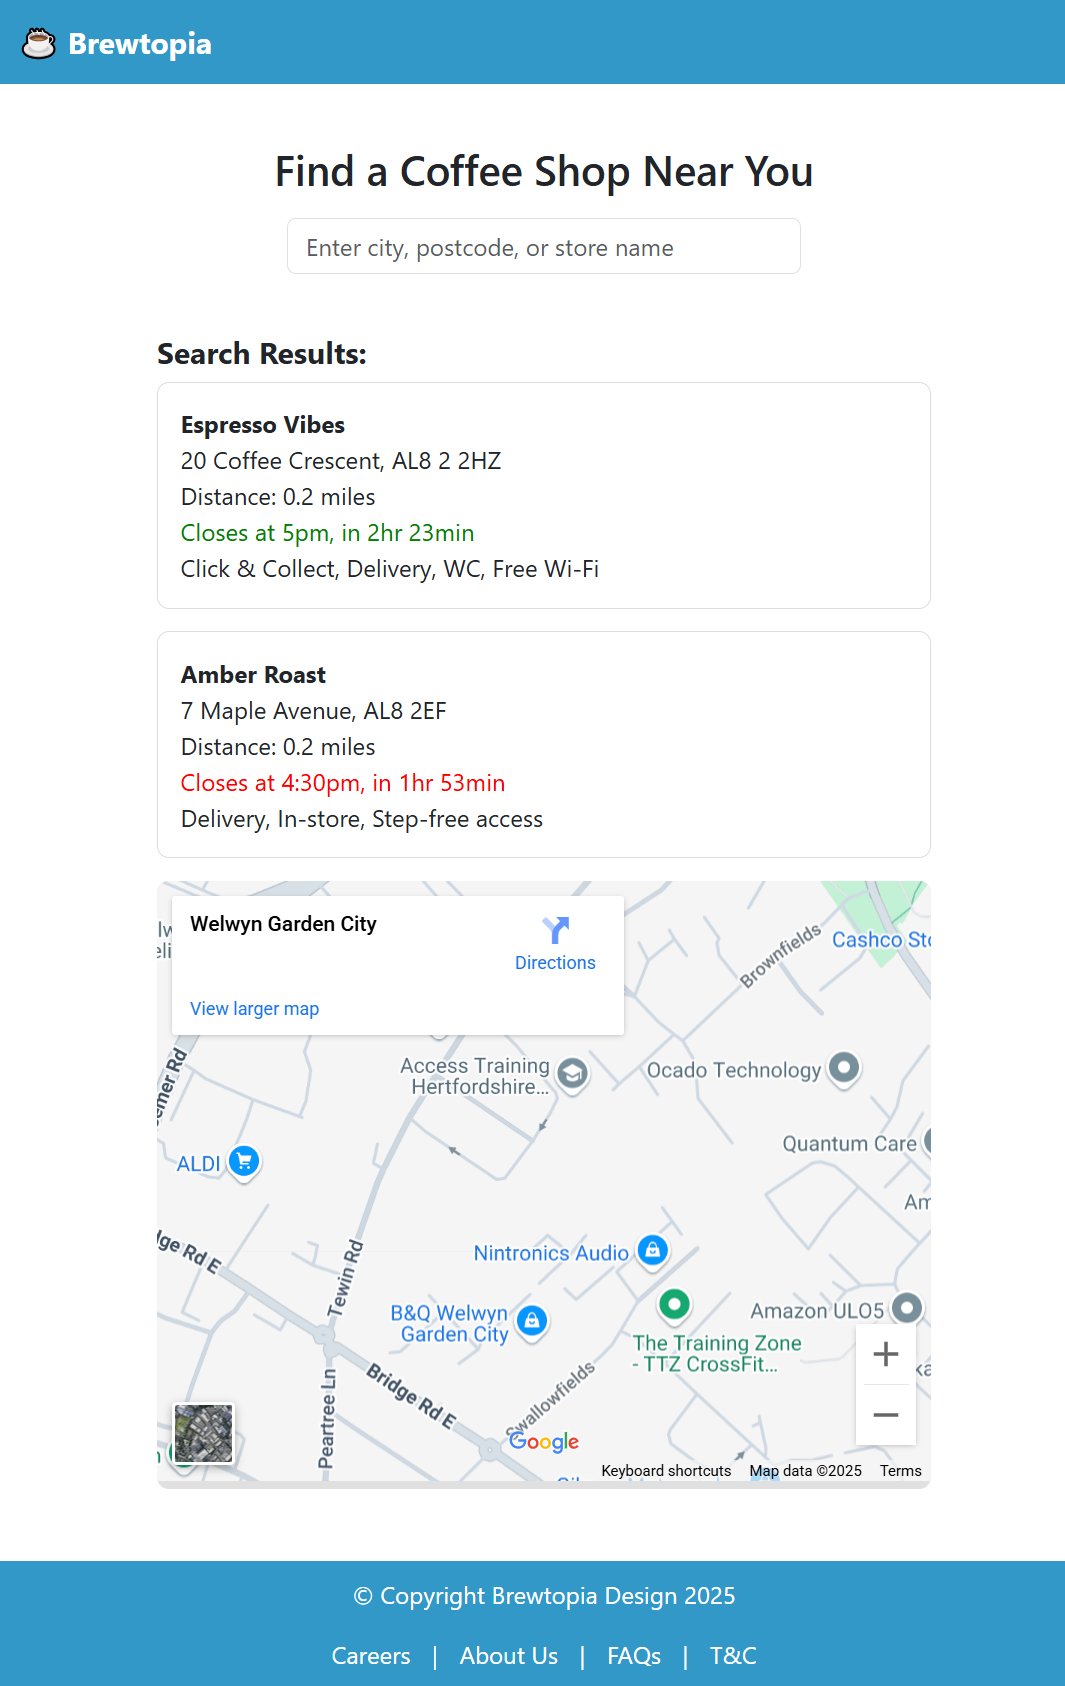 Brewtopia
Find a Coffee Shop Near You
Enter city, postcode, or store name
Search Results:
Espresso Vibes
20 Coffee Crescent, AL8 2 2HZ
Distance: 0.2 miles
Closes at 5pm, in 2hr 23min
Click & Collect, Delivery, WC, Free Wi-Fi
Amber Roast
7 Maple Avenue, AL8 2EF
Distance: 0.2 miles
Closes at 4:30pm, in 1hr 53min
Delivery, In-store, Step-free access
Welwyn Garden City
Directions
View larger map
Brownfields
Cashco Sto
Access Training
Hertfordshire...
Ocado Technology
Quantum Care
ALDI
Tewin Rd
Nintronics Audio
B&Q Welwyn
Garden City
Amazon ULO5
The Training Zone
- TTZ CrossFit...
Bridge Rd E
Peartree Ln
Swallowfields
Google
Keyboard shortcuts
Map data ©2025
Terms
© Copyright Brewtopia Design 2025
Careers | About Us | FAQs | T&C